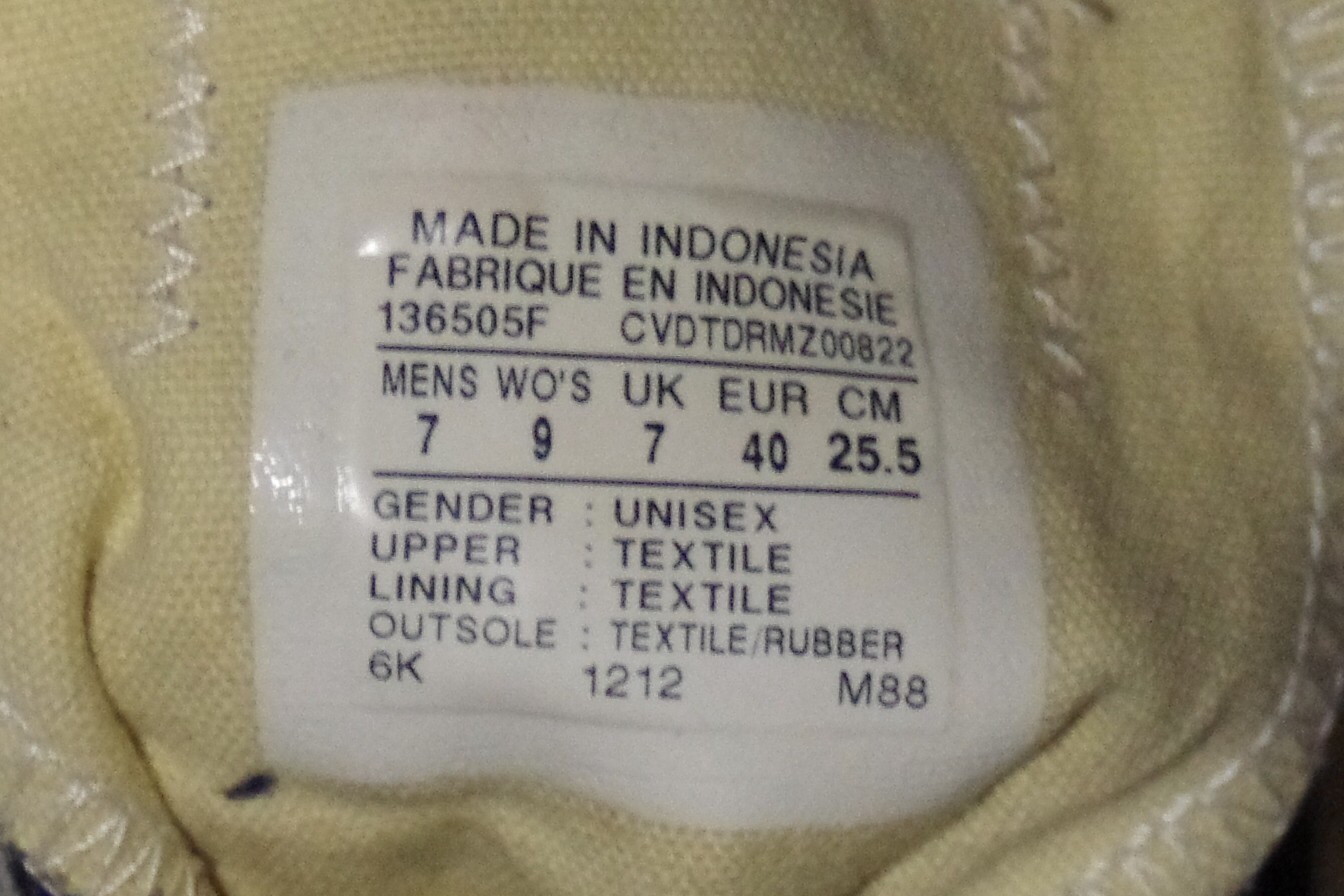 MADE IN INDONESIA
FABRIQUE EN INDONESIE
136505F CVDTDRMZ00822
MENS WO'S UK EUR CM
7 9 7 40 25.5
GENDER : UNISEX
UPPER : TEXTILE
LINING : TEXTILE
OUTSOLE : TEXTILE/RUBBER
6K 1212 M88